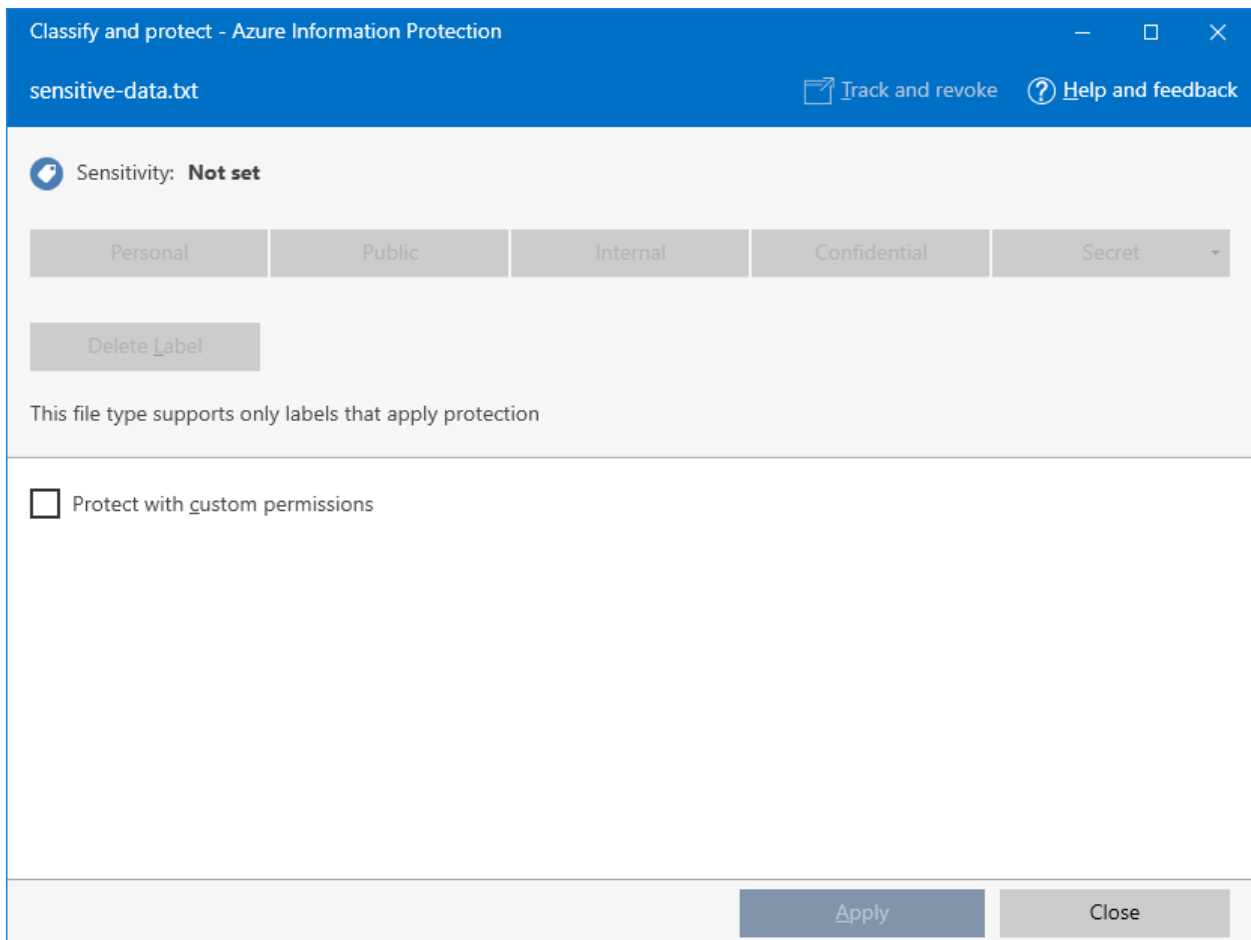 Classify and protect - Azure Information Protection
sensitive-data.txt
Track and revoke
Help and feedback
Sensitivity: Not set
Personal
Public
Internal
Confidential
Secret
Delete Label
This file type supports only labels that apply protection
Protect with custom permissions
Apply
Close